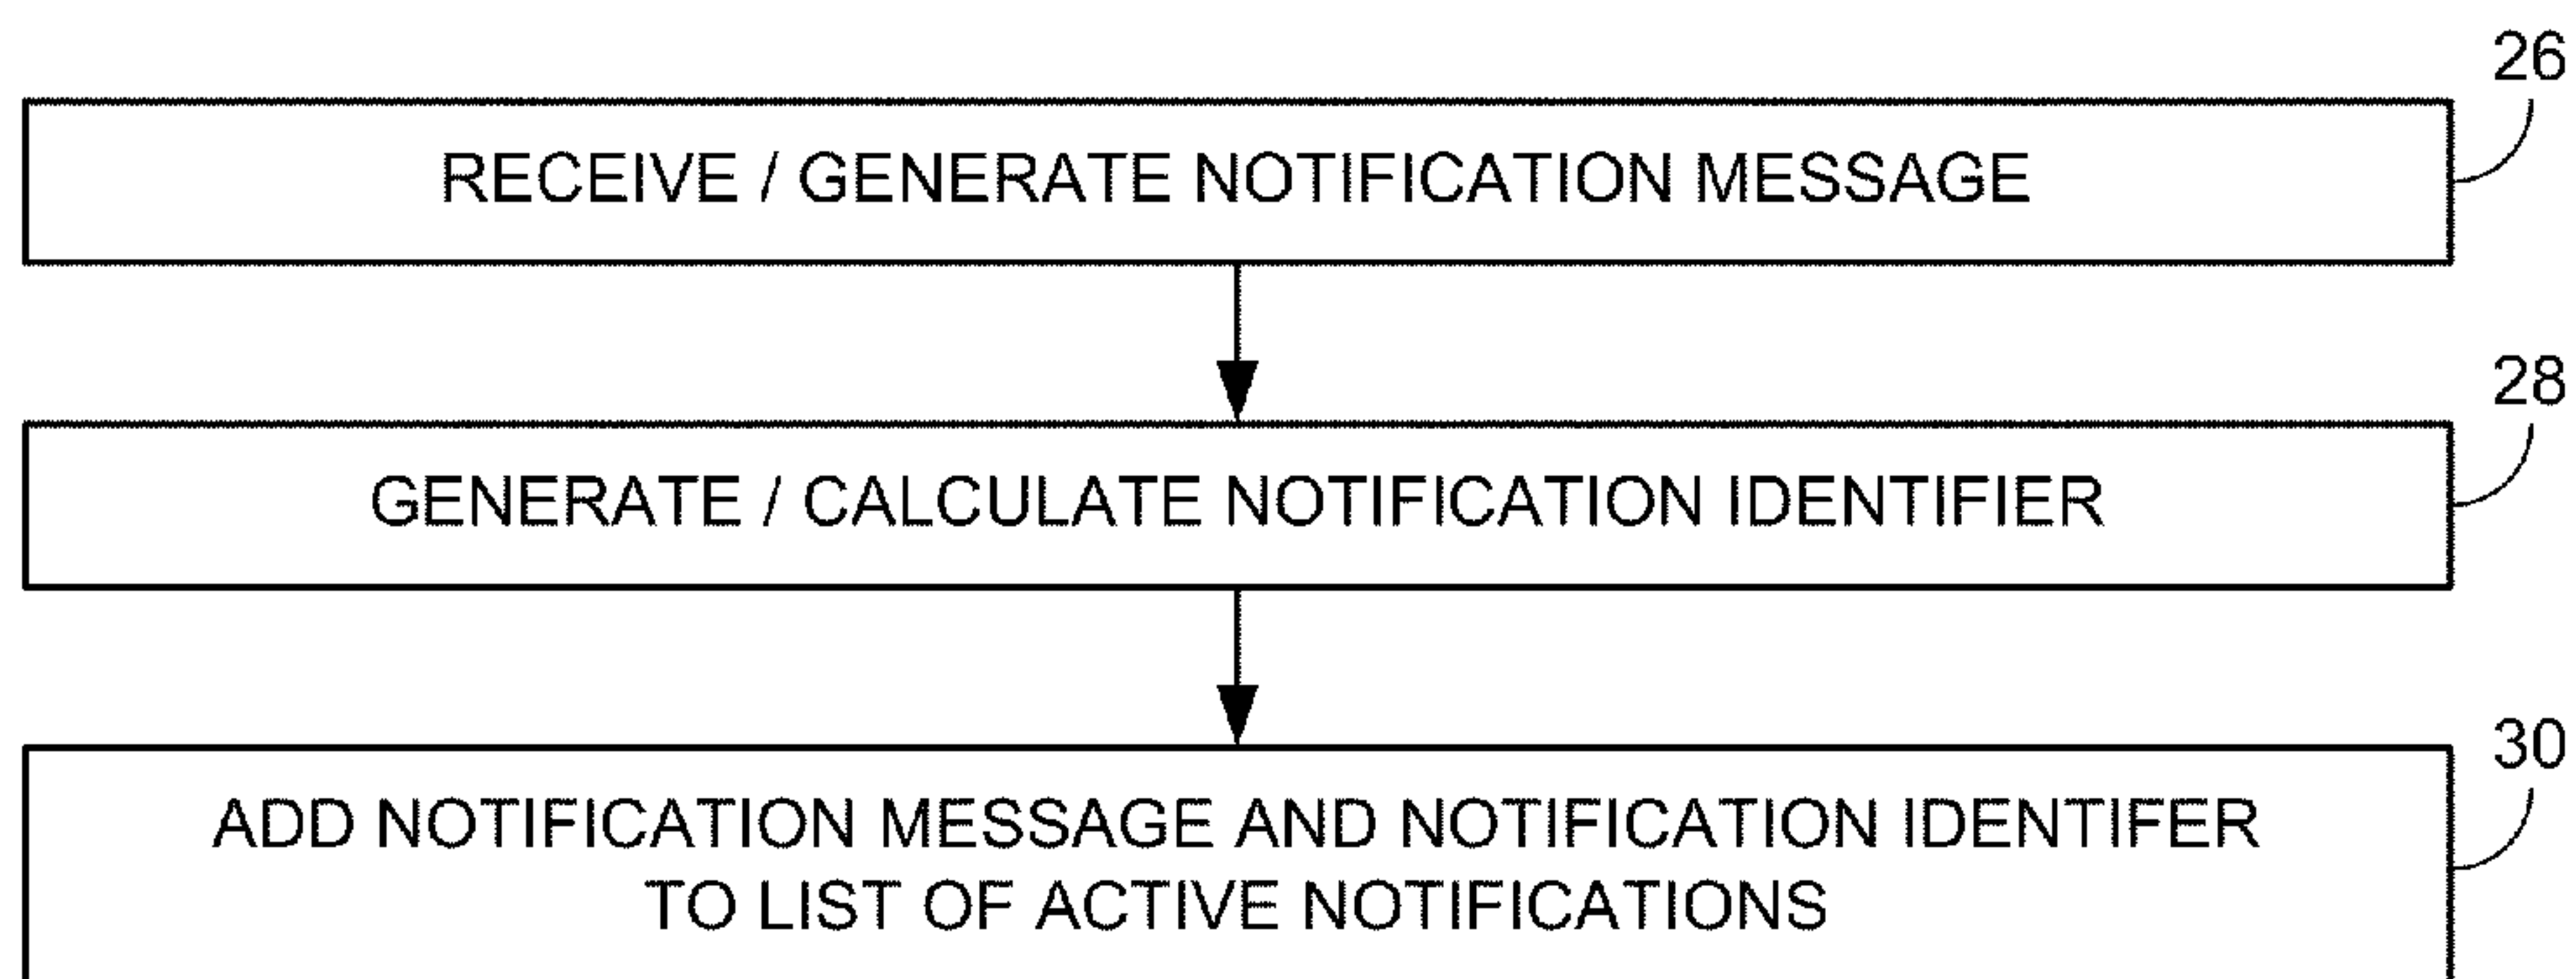 26
RECEIVE / GENERATE NOTIFICATION MESSAGE
28
GENERATE / CALCULATE NOTIFICATION IDENTIFIER
30
ADD NOTIFICATION MESSAGE AND NOTIFICATION IDENTIFER
TO LIST OF ACTIVE NOTIFICATIONS